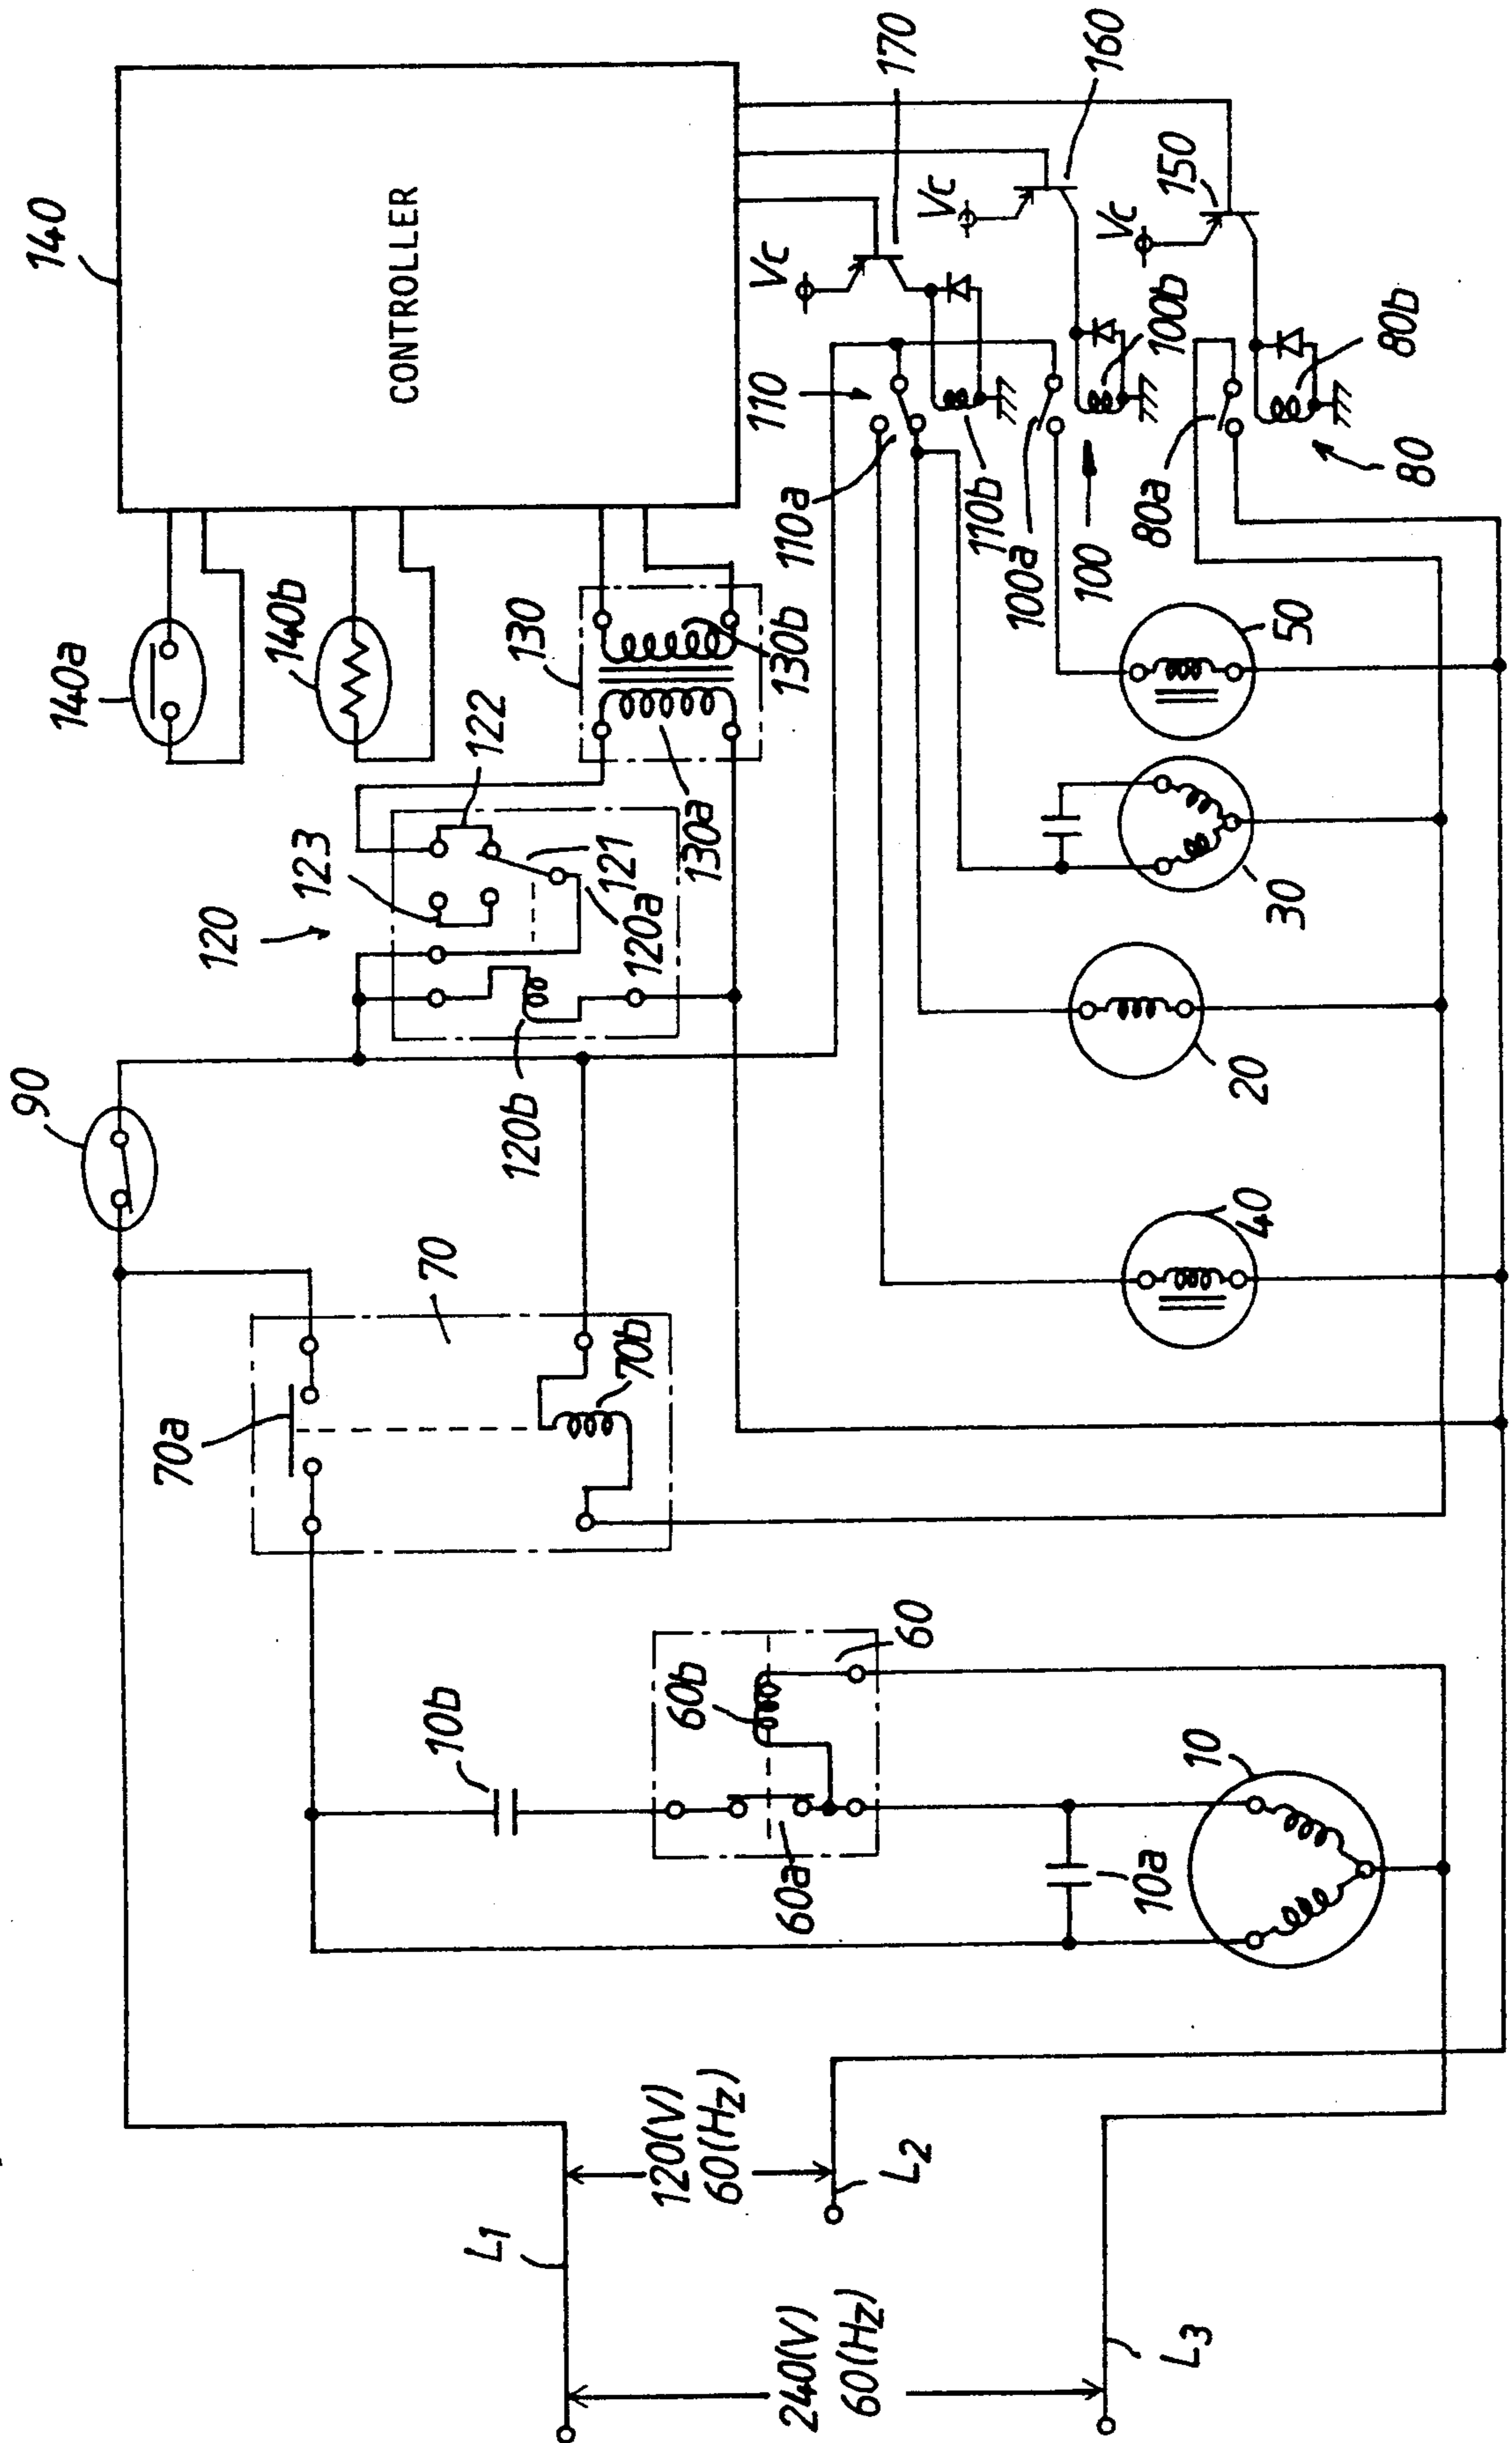 140
CONTROLLER
140a
140b
130
130a
130b
120
123
122
121
120a
120b
90
70
70a
70b
170
Vc
160
Vc
150
Vc
110
110a
110b
100
100a
100b
80
80a
80b
50
30
20
40
10b
60
60b
60a
10
10a
L1
120(V)
60(Hz)
L2
240(V)
60(Hz)
L3